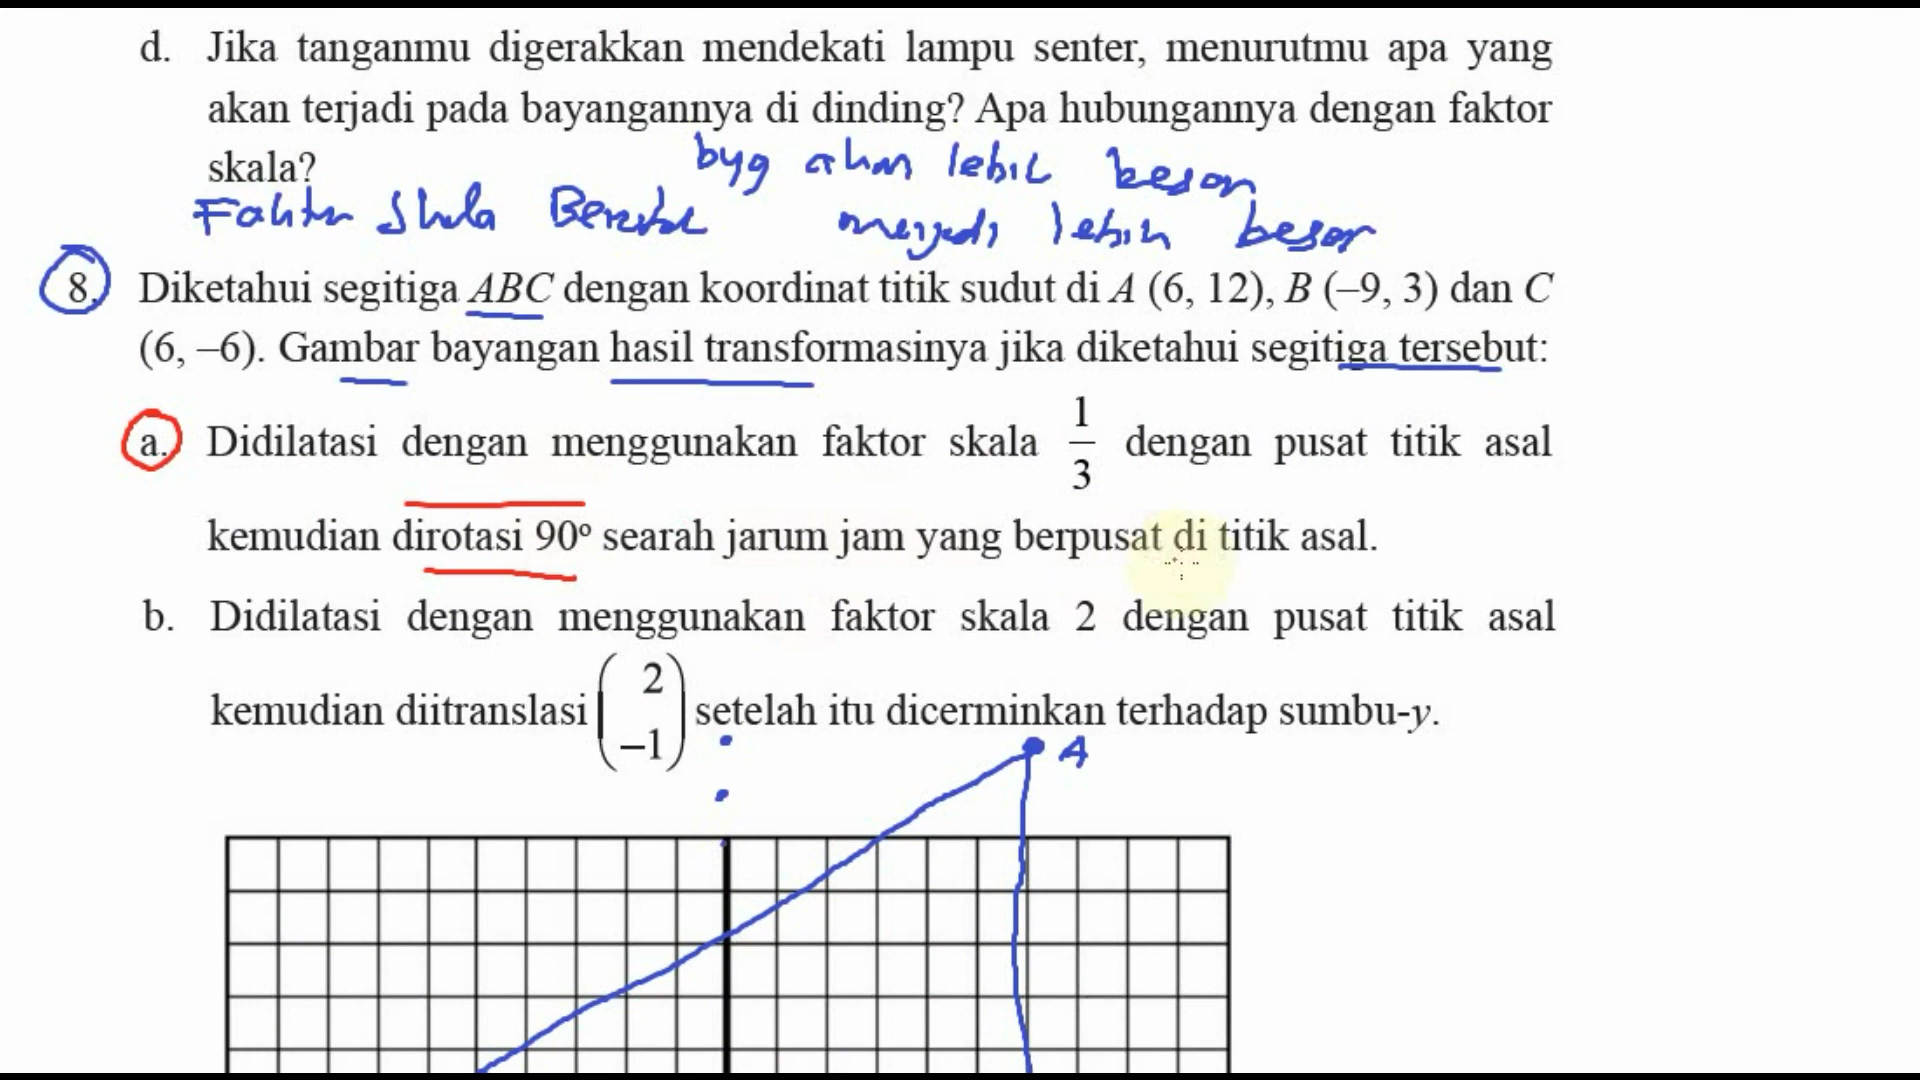 d. Jika tanganmu digerakkan mendekati lampu senter, menurutmu apa yang
akan terjadi pada bayangannya di dinding? Apa hubungannya dengan faktor
skala?
byg akan lebih besar
Faktor Skala Berubah menjadi lebih besar
8. Diketahui segitiga ABC dengan koordinat titik sudut di A (6, 12), B (–9, 3) dan C
(6, –6). Gambar bayangan hasil transformasinya jika diketahui segitiga tersebut:
a. Didilatasi dengan menggunakan faktor skala 1/3 dengan pusat titik asal
kemudian dirotasi 90° searah jarum jam yang berpusat di titik asal.
b. Didilatasi dengan menggunakan faktor skala 2 dengan pusat titik asal
kemudian diitranslasi (2 –1) setelah itu dicerminkan terhadap sumbu-y.
A